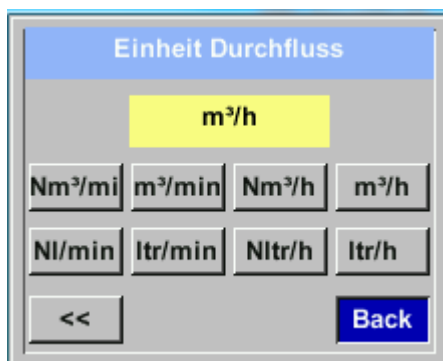 Einheit Durchfluss
m³/h
Nm³/mi m³/min Nm³/h m³/h
Nl/min ltr/min Nltr/h ltr/h
<< Back